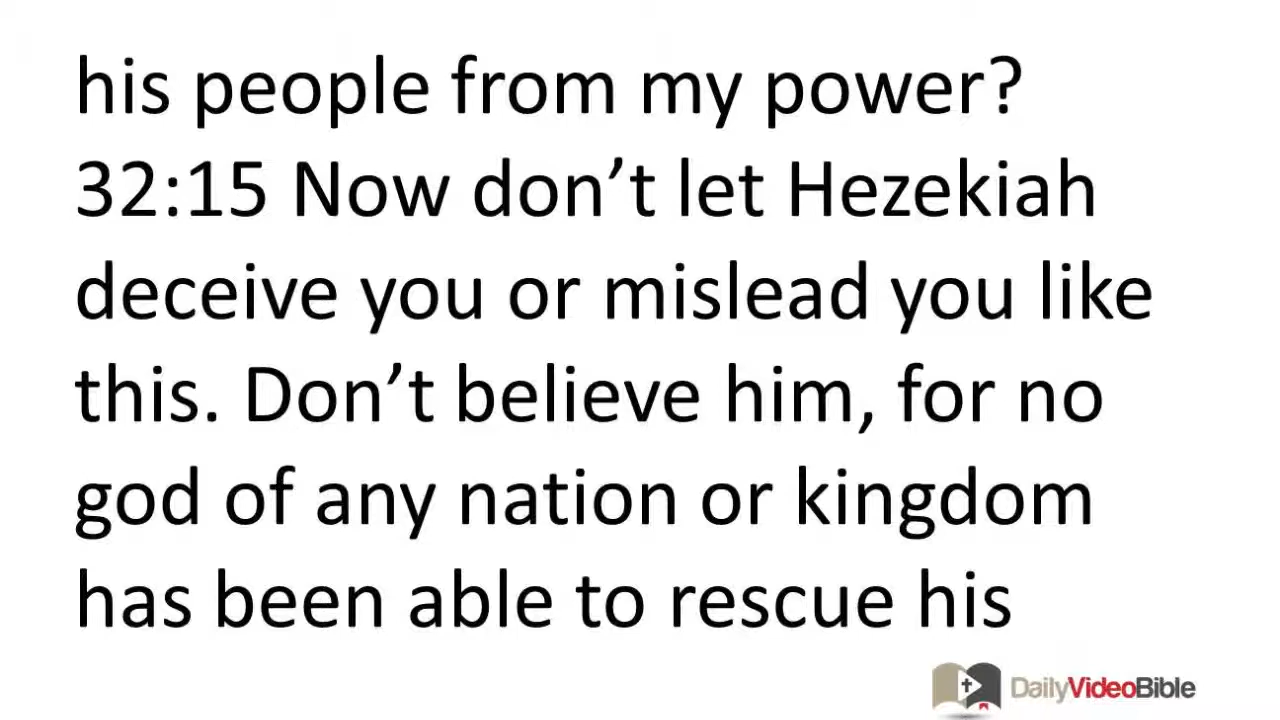 his people from my power?
32:15 Now don’t let Hezekiah
deceive you or mislead you like
this. Don’t believe him, for no
god of any nation or kingdom
has been able to rescue his
DailyVideoBible